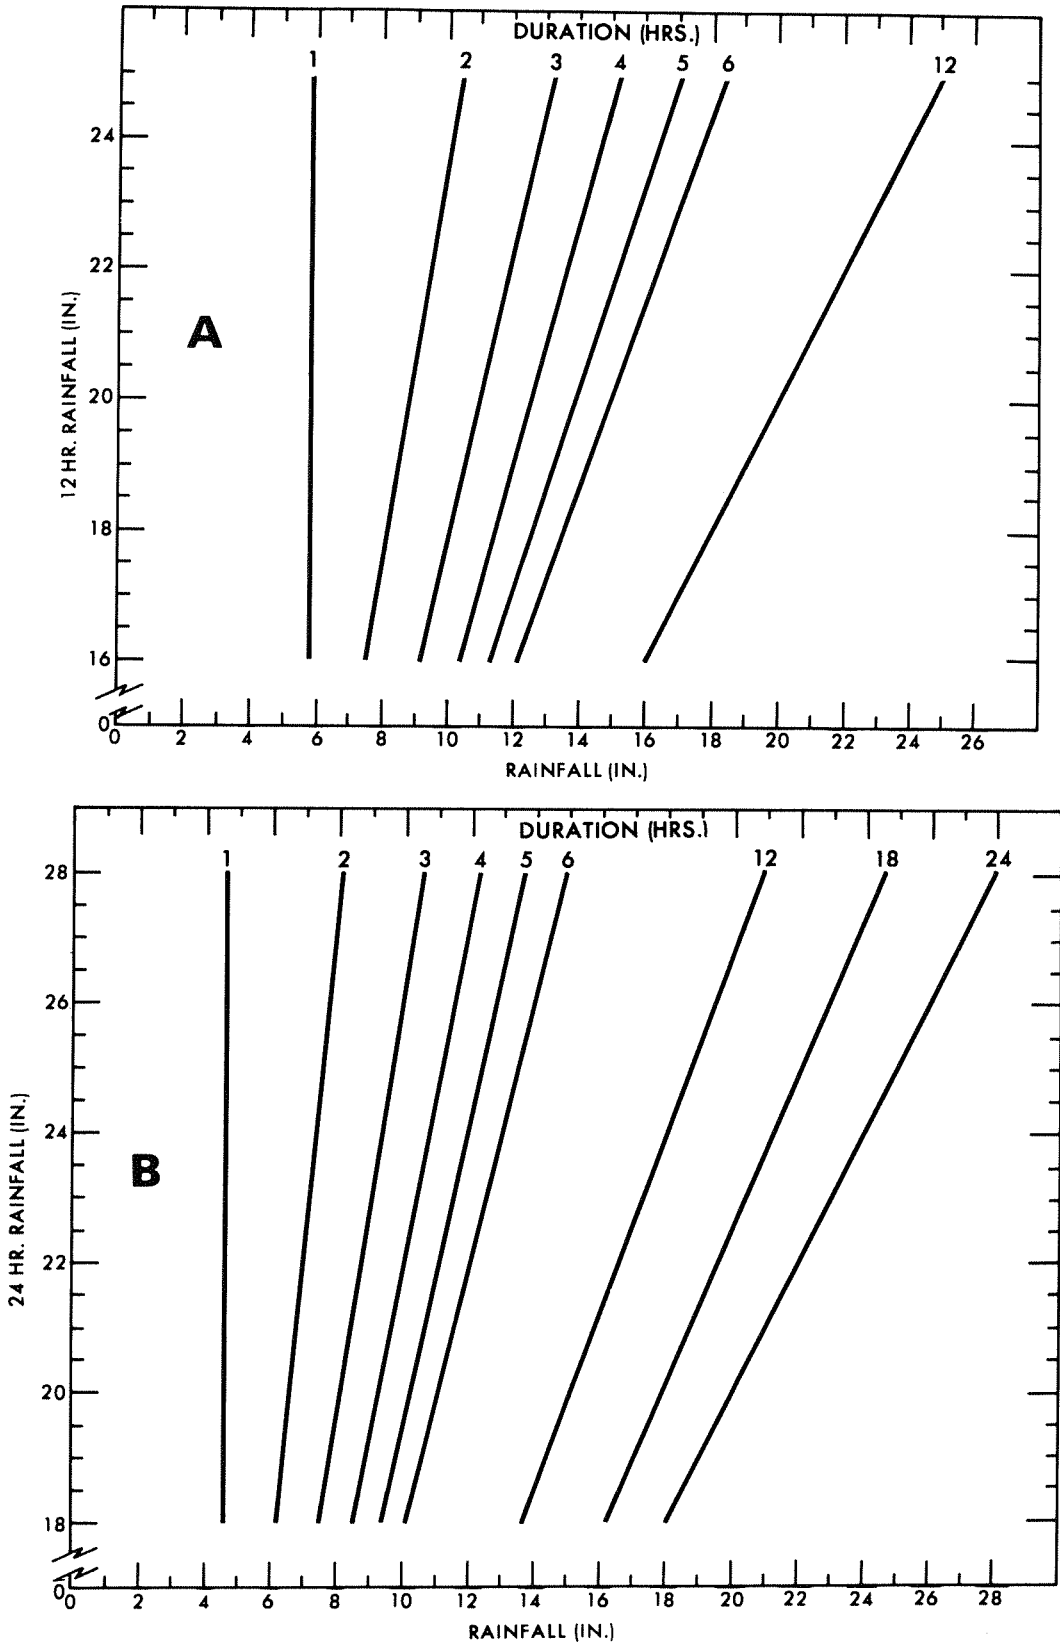 DURATION (HRS.)
1 2 3 4 5 6 12
24
22
20
18
16
0
12 HR. RAINFALL (IN.)
A
0 2 4 6 8 10 12 14 16 18 20 22 24 26
RAINFALL (IN.)
DURATION (HRS.)
1 2 3 4 5 6 12 18 24
28
26
24
22
20
18
0
24 HR. RAINFALL (IN.)
B
0 2 4 6 8 10 12 14 16 18 20 22 24 26 28
RAINFALL (IN.)